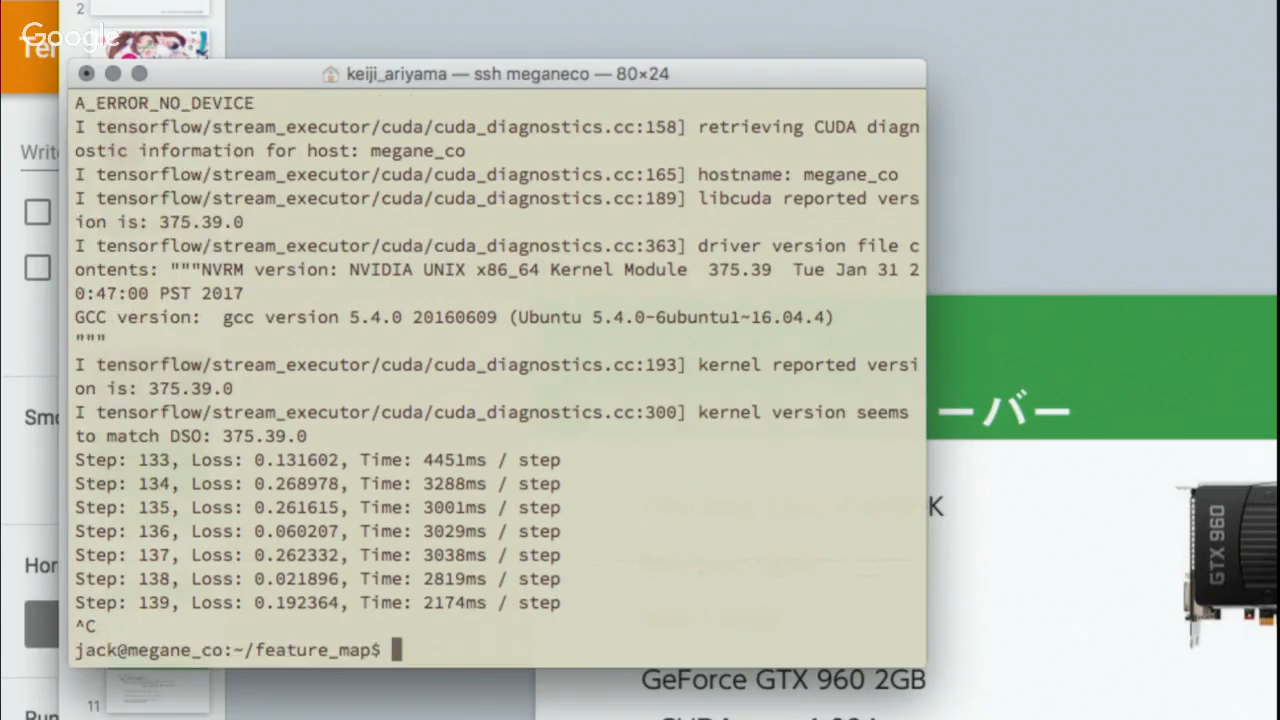 2
Google
Ten
keiji_ariyama — ssh meganeco — 80×24
A_ERROR_NO_DEVICE
I tensorflow/stream_executor/cuda/cuda_diagnostics.cc:158] retrieving CUDA diagn
ostic information for host: megane_co
I tensorflow/stream_executor/cuda/cuda_diagnostics.cc:165] hostname: megane_co
I tensorflow/stream_executor/cuda/cuda_diagnostics.cc:189] libcuda reported vers
ion is: 375.39.0
I tensorflow/stream_executor/cuda/cuda_diagnostics.cc:363] driver version file c
ontents: """NVRM version: NVIDIA UNIX x86_64 Kernel Module  375.39  Tue Jan 31 2
0:47:00 PST 2017
GCC version:  gcc version 5.4.0 20160609 (Ubuntu 5.4.0-6ubuntu1~16.04.4)
"""
I tensorflow/stream_executor/cuda/cuda_diagnostics.cc:193] kernel reported versi
on is: 375.39.0
I tensorflow/stream_executor/cuda/cuda_diagnostics.cc:300] kernel version seems
to match DSO: 375.39.0
Step: 133, Loss: 0.131602, Time: 4451ms / step
Step: 134, Loss: 0.268978, Time: 3288ms / step
Step: 135, Loss: 0.261615, Time: 3001ms / step
Step: 136, Loss: 0.060207, Time: 3029ms / step
Step: 137, Loss: 0.262332, Time: 3038ms / step
Step: 138, Loss: 0.021896, Time: 2819ms / step
Step: 139, Loss: 0.192364, Time: 2174ms / step
^C
jack@megane_co:~/feature_map$
Write
Smo
Hor
Run
11
ーバー
K
GTX 960
GeForce GTX 960 2GB